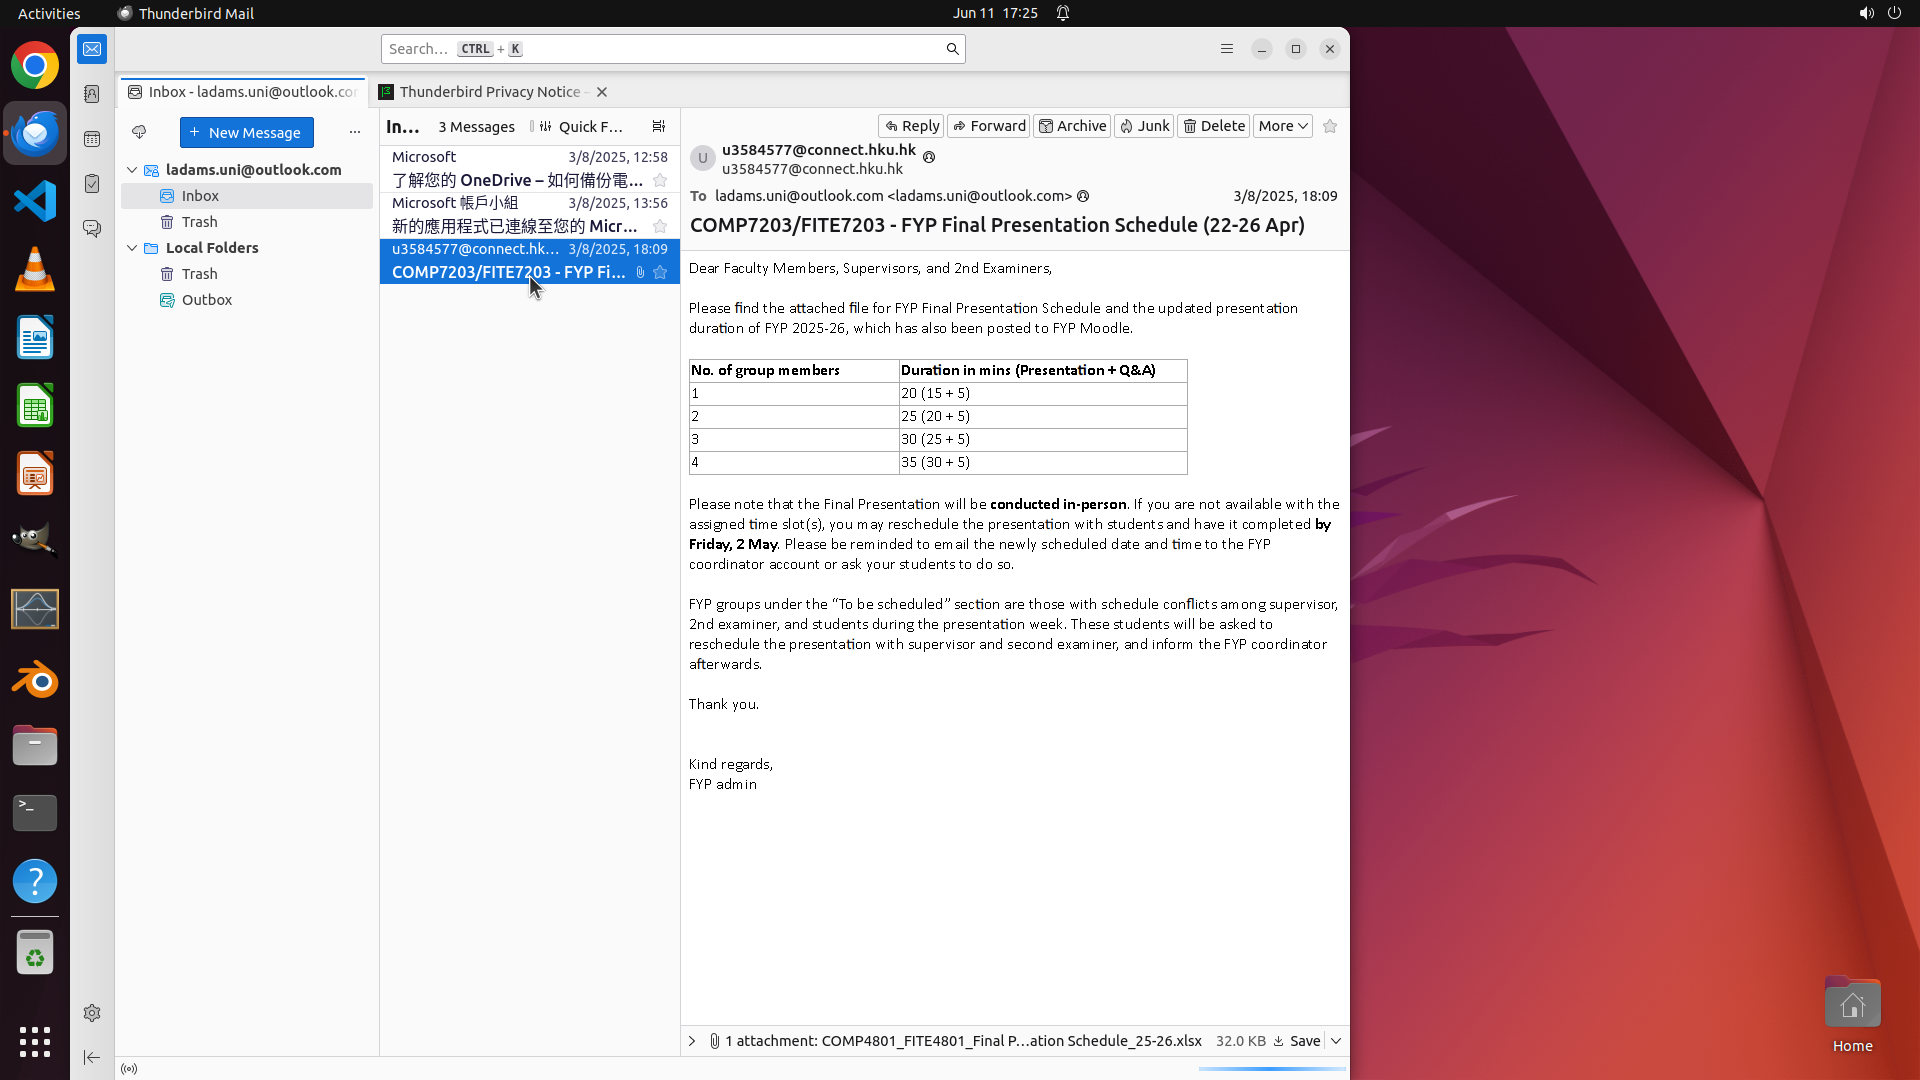 Activities
Thunderbird Mail
Jun 11 17:25
Search… CTRL + K
Inbox - ladams.uni@outlook.co
Thunderbird Privacy Notice
New Message
In…
3 Messages
Quick F…
ladams.uni@outlook.com
Inbox
Trash
Local Folders
Trash
Outbox
Microsoft 3/8/2025, 12:58
了解您的 OneDrive – 如何備份電…
Microsoft 帳戶小組 3/8/2025, 13:56
新的應用程式已連線至您的 Micr…
u3584577@connect.hk… 3/8/2025, 18:09
COMP7203/FITE7203 - FYP Fi…
Reply
Forward
Archive
Junk
Delete
More
U
u3584577@connect.hku.hk
u3584577@connect.hku.hk
To ladams.uni@outlook.com <ladams.uni@outlook.com> 3/8/2025, 18:09
COMP7203/FITE7203 - FYP Final Presentation Schedule (22-26 Apr)
Dear Faculty Members, Supervisors, and 2nd Examiners,
Please find the attached file for FYP Final Presentation Schedule and the updated presentation
duration of FYP 2025-26, which has also been posted to FYP Moodle.
No. of group members Duration in mins (Presentation + Q&A)
1 20 (15 + 5)
2 25 (20 + 5)
3 30 (25 + 5)
4 35 (30 + 5)
Please note that the Final Presentation will be conducted in-person. If you are not available with the
assigned time slot(s), you may reschedule the presentation with students and have it completed by
Friday, 2 May. Please be reminded to email the newly scheduled date and time to the FYP
coordinator account or ask your students to do so.
FYP groups under the “To be scheduled” section are those with schedule conflicts among supervisor,
2nd examiner, and students during the presentation week. These students will be asked to
reschedule the presentation with supervisor and second examiner, and inform the FYP coordinator
afterwards.
Thank you.
Kind regards,
FYP admin
1 attachment: COMP4801_FITE4801_Final P…ation Schedule_25-26.xlsx 32.0 KB Save
Home